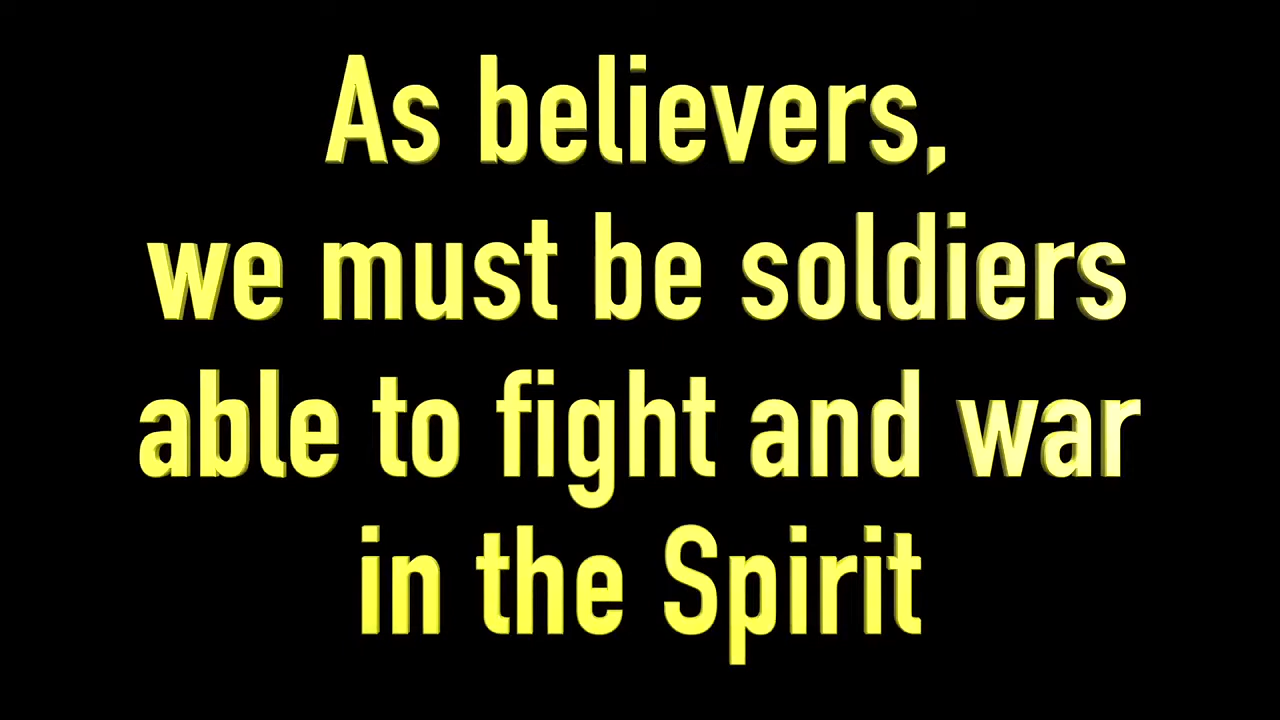 As believers,
we must be soldiers
able to fight and war
in the Spirit